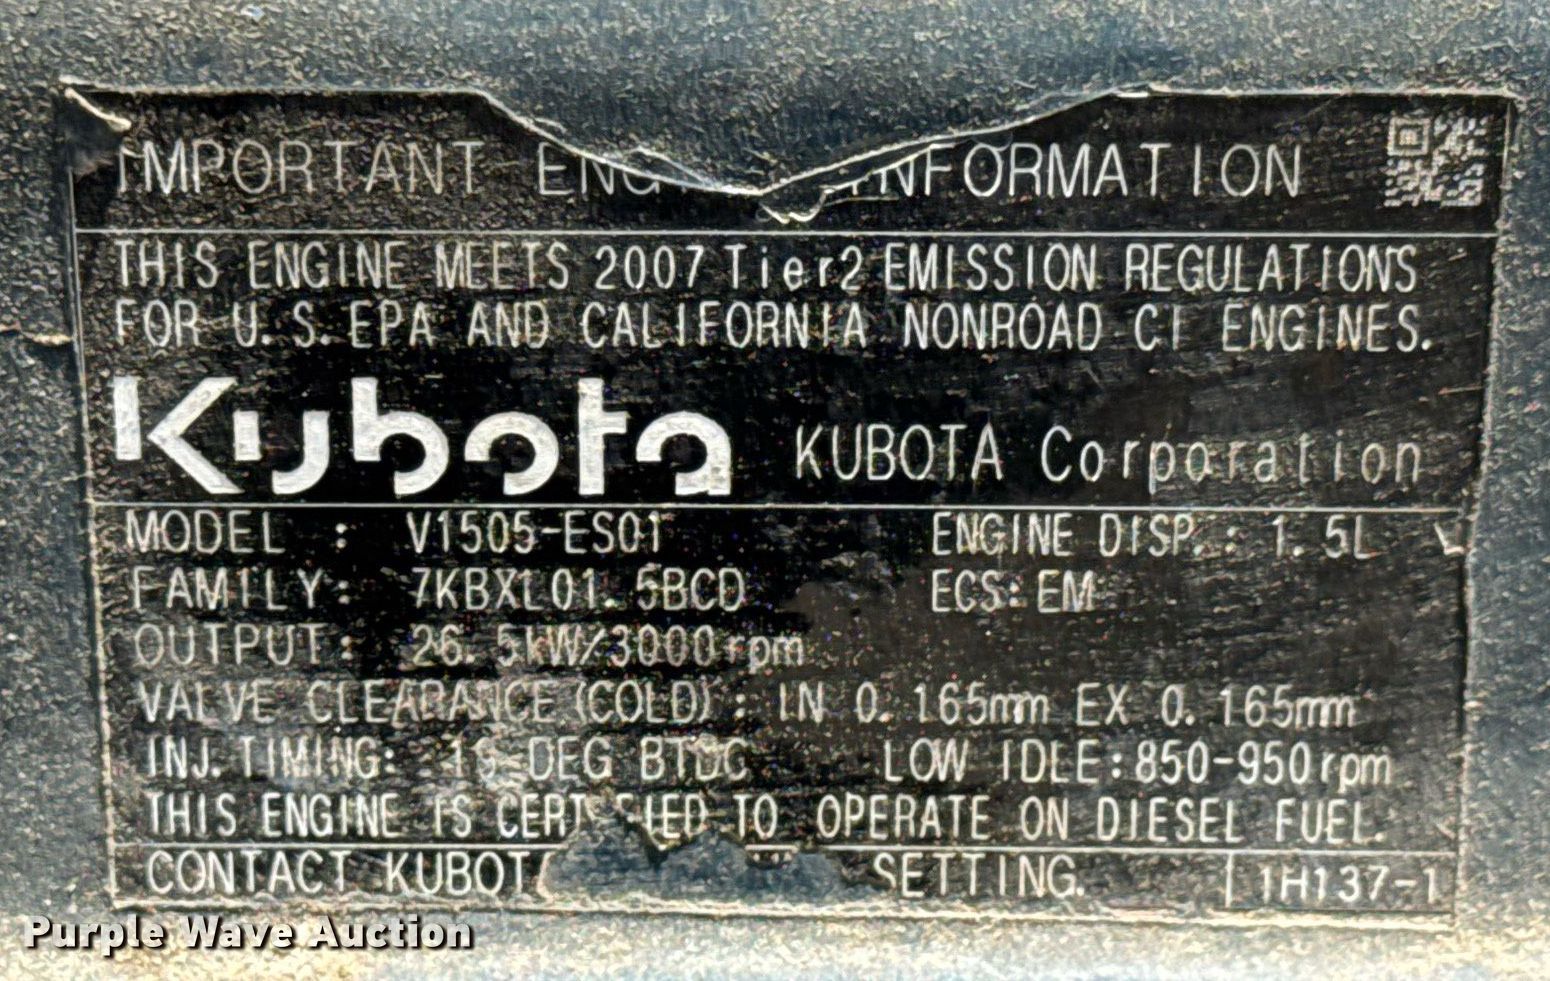 IMPORTANT ENG INFORMATION
THIS ENGINE MEETS 2007 Tier2 EMISSION REGULATIONS
FOR U.S.EPA AND CALIFORNIA NONROAD CI ENGINES.
Kubota KUBOTA Corporation
MODEL : V1505-ES01 ENGINE DISP.: 1.5L
FAMILY: 7KBXL01.5BCD ECS:EM
OUTPUT: 26.5kW/3000rpm
VALVE CLEARANCE(COLD): IN 0.165mm EX 0.165mm
INJ.TIMING: DEG BTDC LOW IDLE:850-950rpm
THIS ENGINE IS CERTIFIED TO OPERATE ON DIESEL FUEL.
CONTACT KUBOT SETTING. 1H137-1
Purple Wave Auction